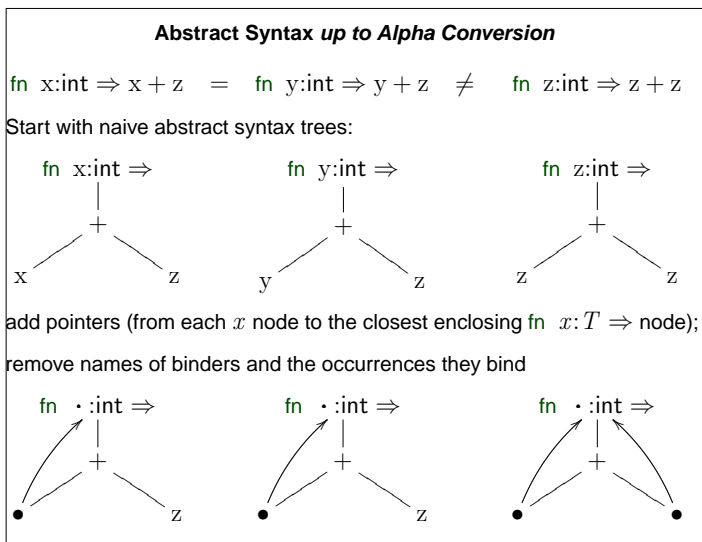 Abstract Syntax up to Alpha Conversion
fn x:int ⇒ x + z = fn y:int ⇒ y + z ≠ fn z:int ⇒ z + z
Start with naive abstract syntax trees:
fn x:int ⇒ fn y:int ⇒ fn z:int ⇒
+ + +
x z y z z z
add pointers (from each x node to the closest enclosing fn x:T ⇒ node);
remove names of binders and the occurrences they bind
fn · :int ⇒ fn · :int ⇒ fn · :int ⇒
+ + +
• z • z • •